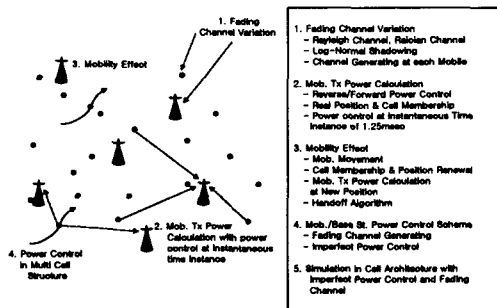 1. Fading
Channel Variation
3. Mobility Effect
2. Mob. Tx Power
Calculation with power
control at instantaneous
time instance
4. Power Control
in Multi Cell
Structure
1. Fading Channel Variation
- Rayleigh Channel, Raician Channel
- Log-Normal Shadowing
- Channel Generating at each Mobile
2. Mob. Tx Power Calculation
- Reverse/Forward Power Control
- Real Position & Cell Membership
- Power control at Instantaneous Time
Instance of 1.25msec
3. Mobility Effect
- Mob. Movement
- Cell Membership & Position Renewal
- Mob. Tx Power Calculation
at New Position
- Handoff Algorithm
4. Mob./Base St. Power Control Scheme
- Fading Channel Generating
- Imperfect Power Control
5. Simulation in Cell Architecture with
Imperfect Power Control and Fading
Channel